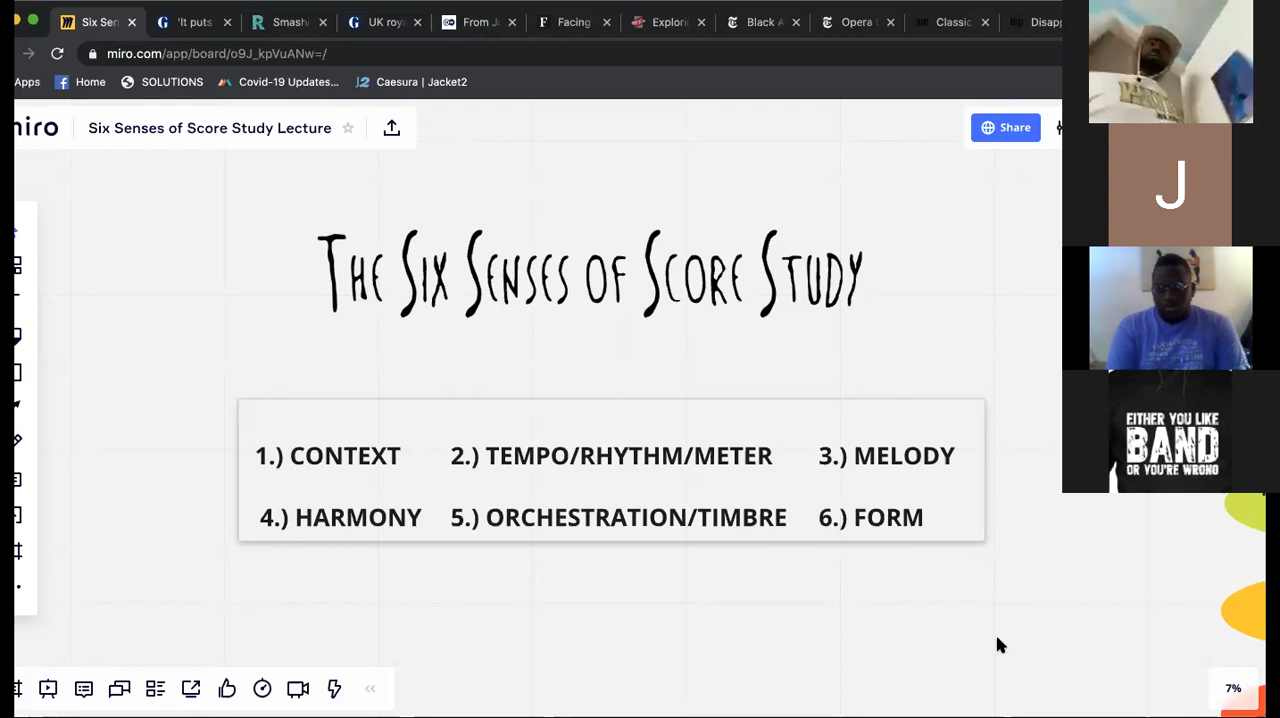 Six Sen
'It puts
Smashi
UK roya
From Ja
Facing
Explorin
Black A
Opera L
Classic
Disapp
miro.com/app/board/o9J_kpVuANw=/
Apps
Home
SOLUTIONS
Covid-19 Updates...
Caesura | Jacket2
miro
Six Senses of Score Study Lecture
Share
THE SIX SENSES OF SCORE STUDY
1.) CONTEXT 2.) TEMPO/RHYTHM/METER 3.) MELODY
4.) HARMONY 5.) ORCHESTRATION/TIMBRE 6.) FORM
7%
J
EITHER YOU LIKE
BAND
OR YOU'RE WRONG